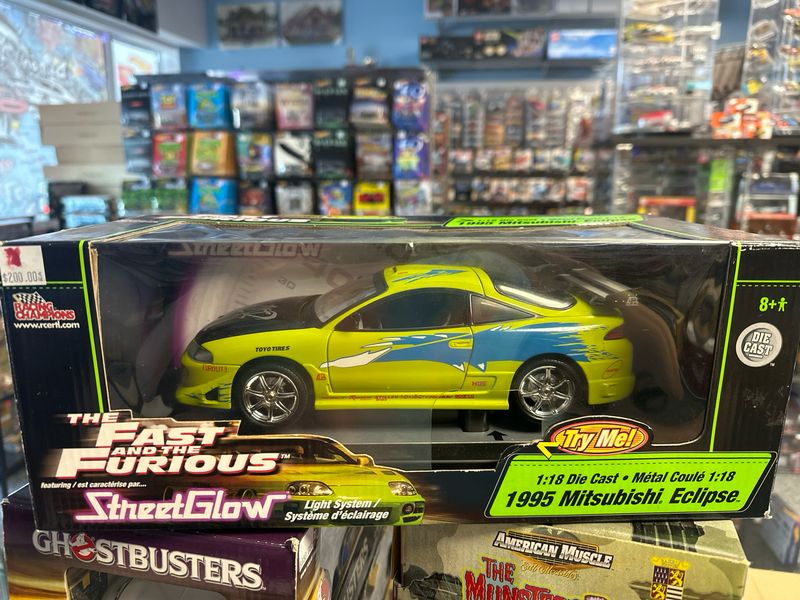 StreetGlow
1995 Mitsubishi Eclipse
$200.00
RACING
CHAMPIONS
www.rcertl.com
8+
DIE
CAST
TOYO TIRES
THE
FAST
AND THE
FURIOUS™
featuring / est caractérisé par....
StreetGlow
Light System /
Système d'éclairage
Try Me!
1:18 Die Cast • Métal Coulé 1:18
1995 Mitsubishi Eclipse.
GHOSTBUSTERS
AMERICAN MUSCLE
THE